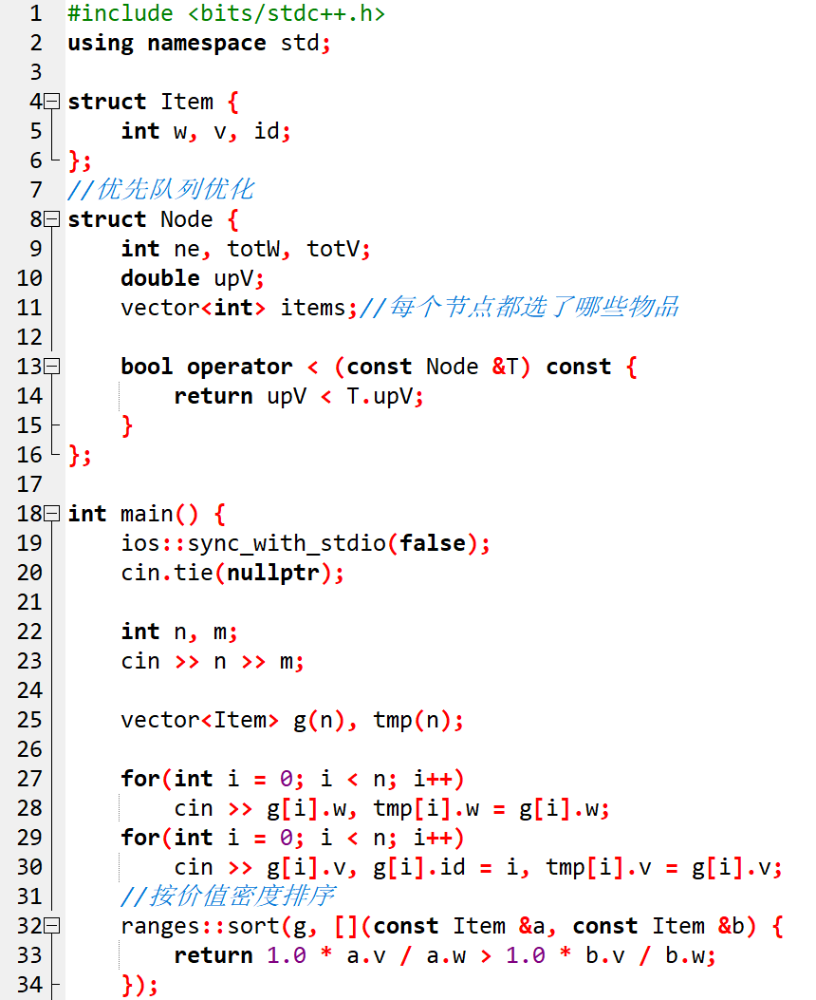 1 #include <bits/stdc++.h>
2 using namespace std;
3
4 struct Item {
5     int w, v, id;
6 };
7 //优先队列优化
8 struct Node {
9     int ne, totW, totV;
10     double upV;
11     vector<int> items;//每个节点都选了哪些物品
12
13     bool operator < (const Node &T) const {
14         return upV < T.upV;
15     }
16 };
17
18 int main() {
19     ios::sync_with_stdio(false);
20     cin.tie(nullptr);
21
22     int n, m;
23     cin >> n >> m;
24
25     vector<Item> g(n), tmp(n);
26
27     for(int i = 0; i < n; i++)
28         cin >> g[i].w, tmp[i].w = g[i].w;
29     for(int i = 0; i < n; i++)
30         cin >> g[i].v, g[i].id = i, tmp[i].v = g[i].v;
31     //按价值密度排序
32     ranges::sort(g, [](const Item &a, const Item &b) {
33         return 1.0 * a.v / a.w > 1.0 * b.v / b.w;
34     });